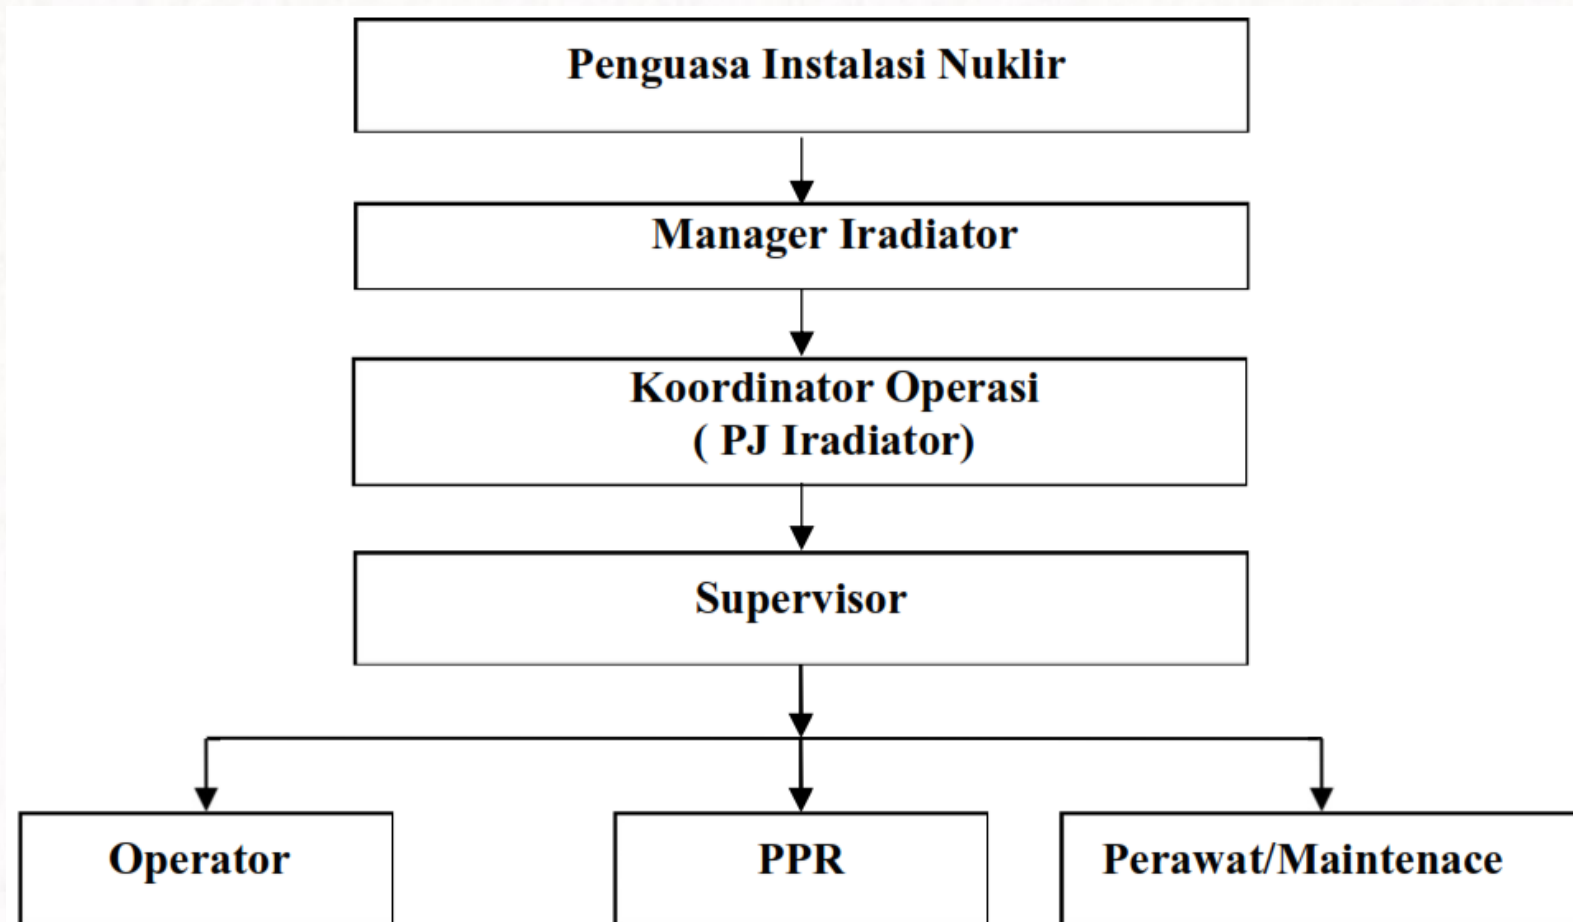 Penguasa Instalasi Nuklir
Manager Iradiator
Koordinator Operasi
( PJ Iradiator)
Supervisor
Operator
PPR
Perawat/Maintenace